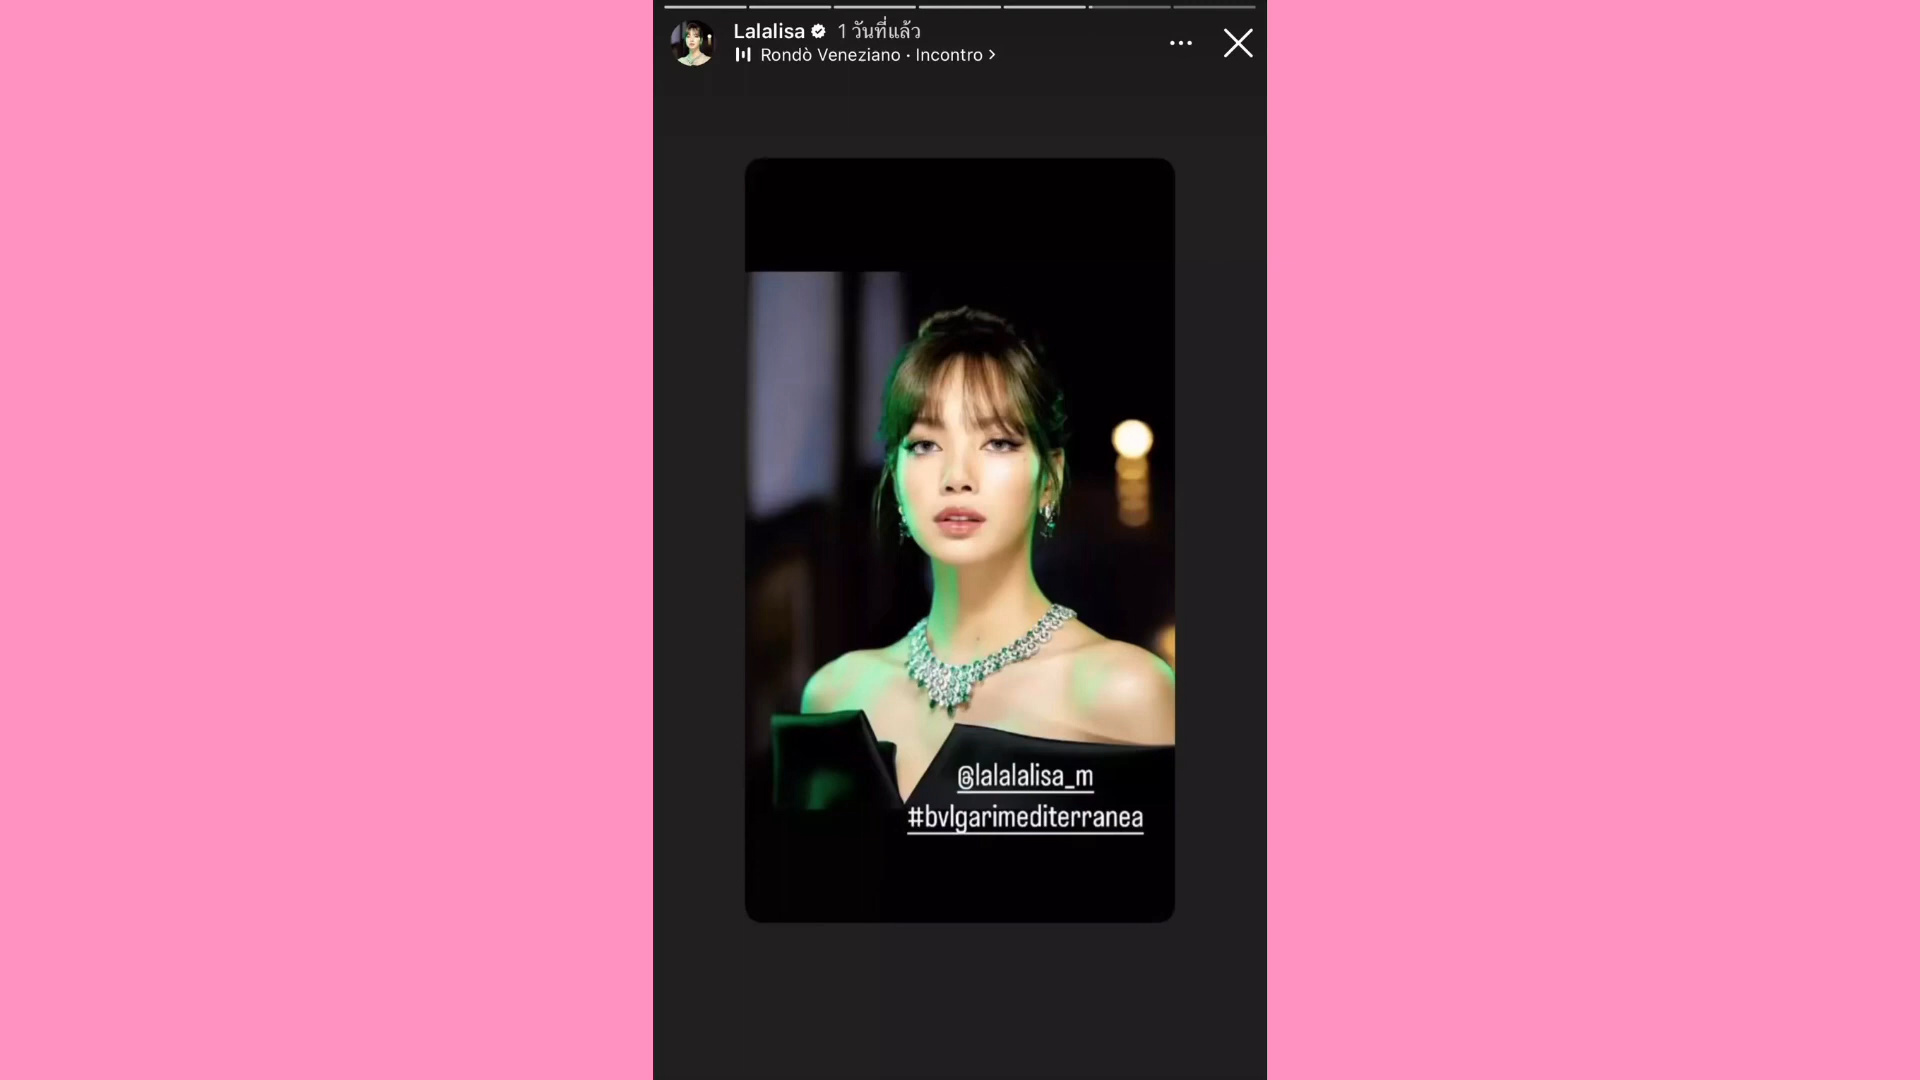 Lalalisa 1 วันที่แล้ว
Rondò Veneziano · Incontro >
@lalalalisa_m
#bvlgarimediterranea